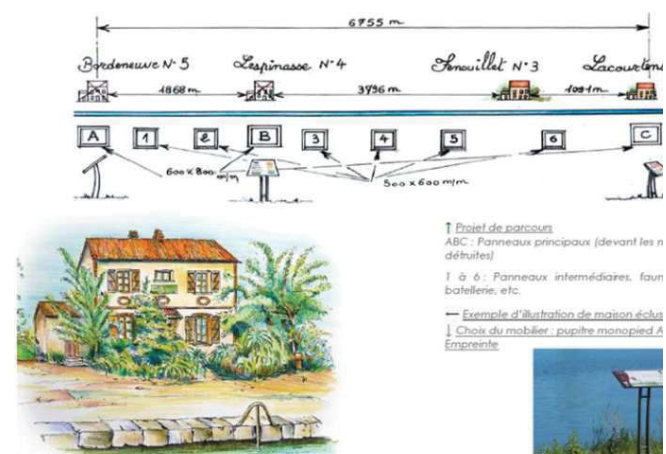 6755 m
Bordeneuve N° 5 Lespinasse N° 4 Fenouillet N° 3 Lacourtens
1868 m 3796 m 1091 m
A 1 2 B 3 4 5 6 C
600 x 800 m/m 500 x 600 m/m
↑ Projet de parcours
ABC : Panneaux principaux (devant les m
détruites)
1 à 6 : Panneaux intermédiaires, faun
batellerie, etc.
← Exemple d'illustration de maison éclus
↓ Choix du mobilier : pupitre monopied A
Empreinte